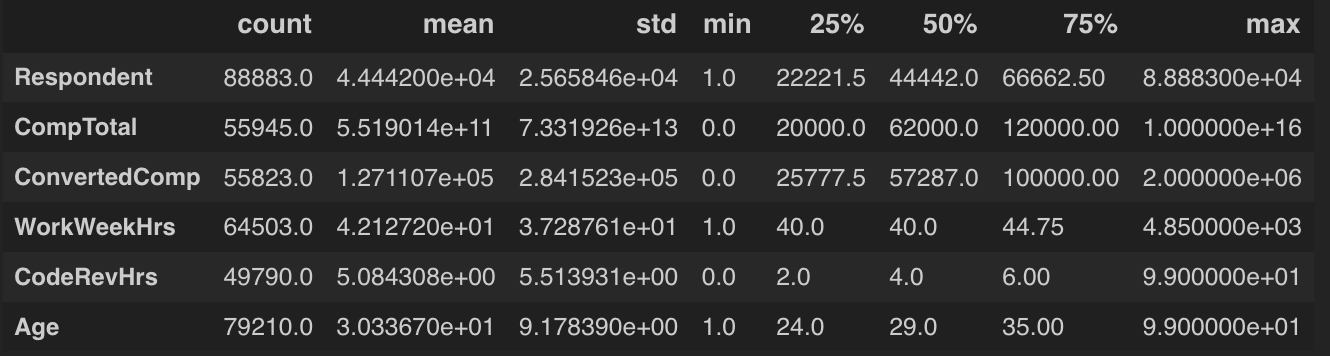 count mean std min 25% 50% 75% max
Respondent 88883.0 4.444200e+04 2.565846e+04 1.0 22221.5 44442.0 66662.50 8.888300e+04
CompTotal 55945.0 5.519014e+11 7.331926e+13 0.0 20000.0 62000.0 120000.00 1.000000e+16
ConvertedComp 55823.0 1.271107e+05 2.841523e+05 0.0 25777.5 57287.0 100000.00 2.000000e+06
WorkWeekHrs 64503.0 4.212720e+01 3.728761e+01 1.0 40.0 40.0 44.75 4.850000e+03
CodeRevHrs 49790.0 5.084308e+00 5.513931e+00 0.0 2.0 4.0 6.00 9.900000e+01
Age 79210.0 3.033670e+01 9.178390e+00 1.0 24.0 29.0 35.00 9.900000e+01